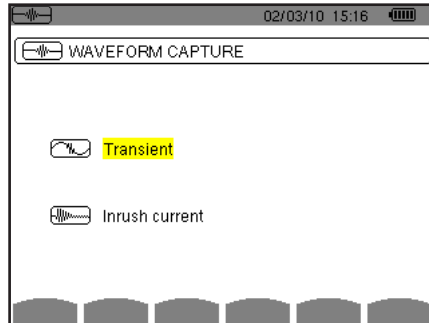 02/03/10 15:16
WAVEFORM CAPTURE
Transient
Inrush current